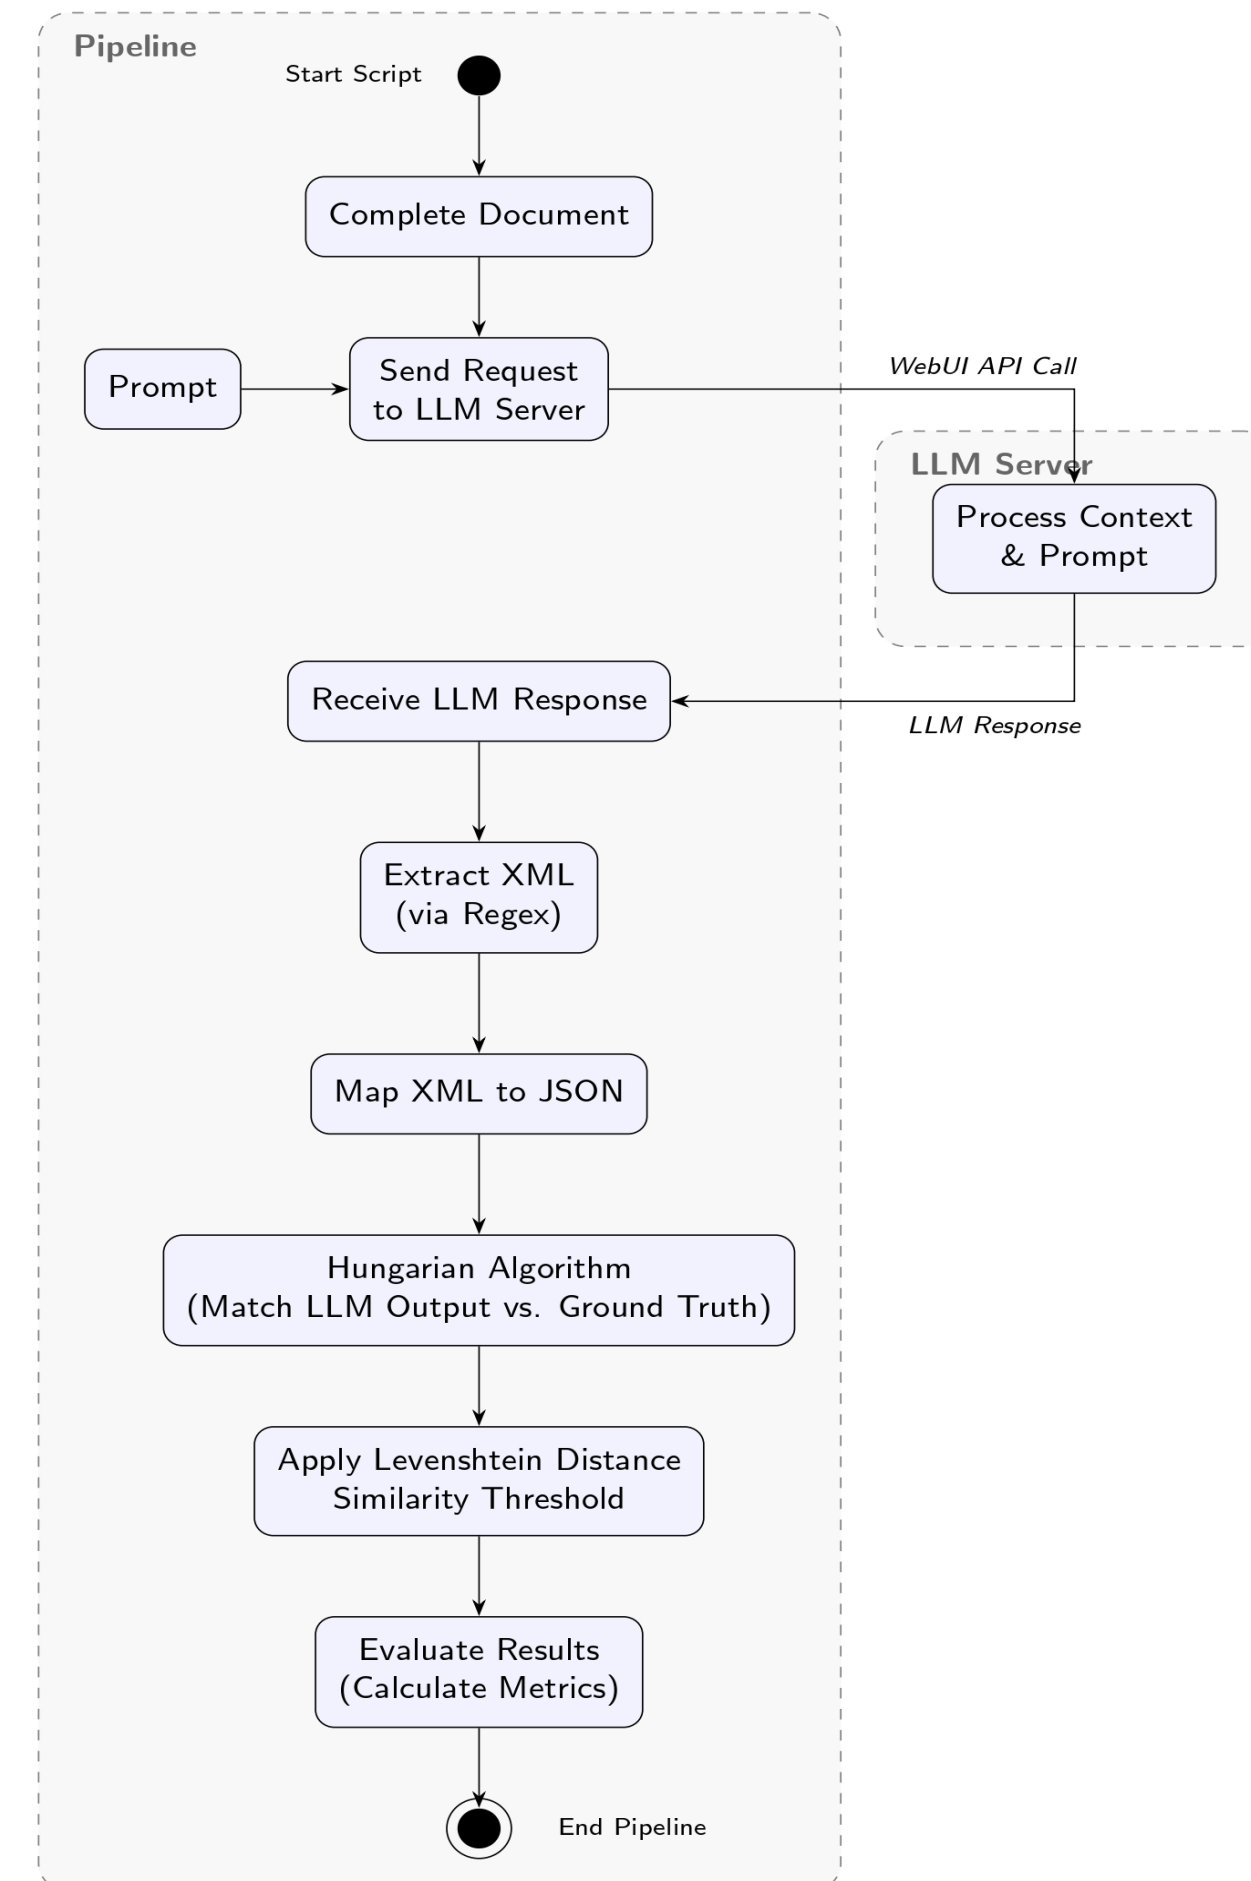 Pipeline
Start Script
Complete Document
Prompt
Send Request
to LLM Server
WebUI API Call
LLM Server
Process Context
& Prompt
Receive LLM Response
LLM Response
Extract XML
(via Regex)
Map XML to JSON
Hungarian Algorithm
(Match LLM Output vs. Ground Truth)
Apply Levenshtein Distance
Similarity Threshold
Evaluate Results
(Calculate Metrics)
End Pipeline